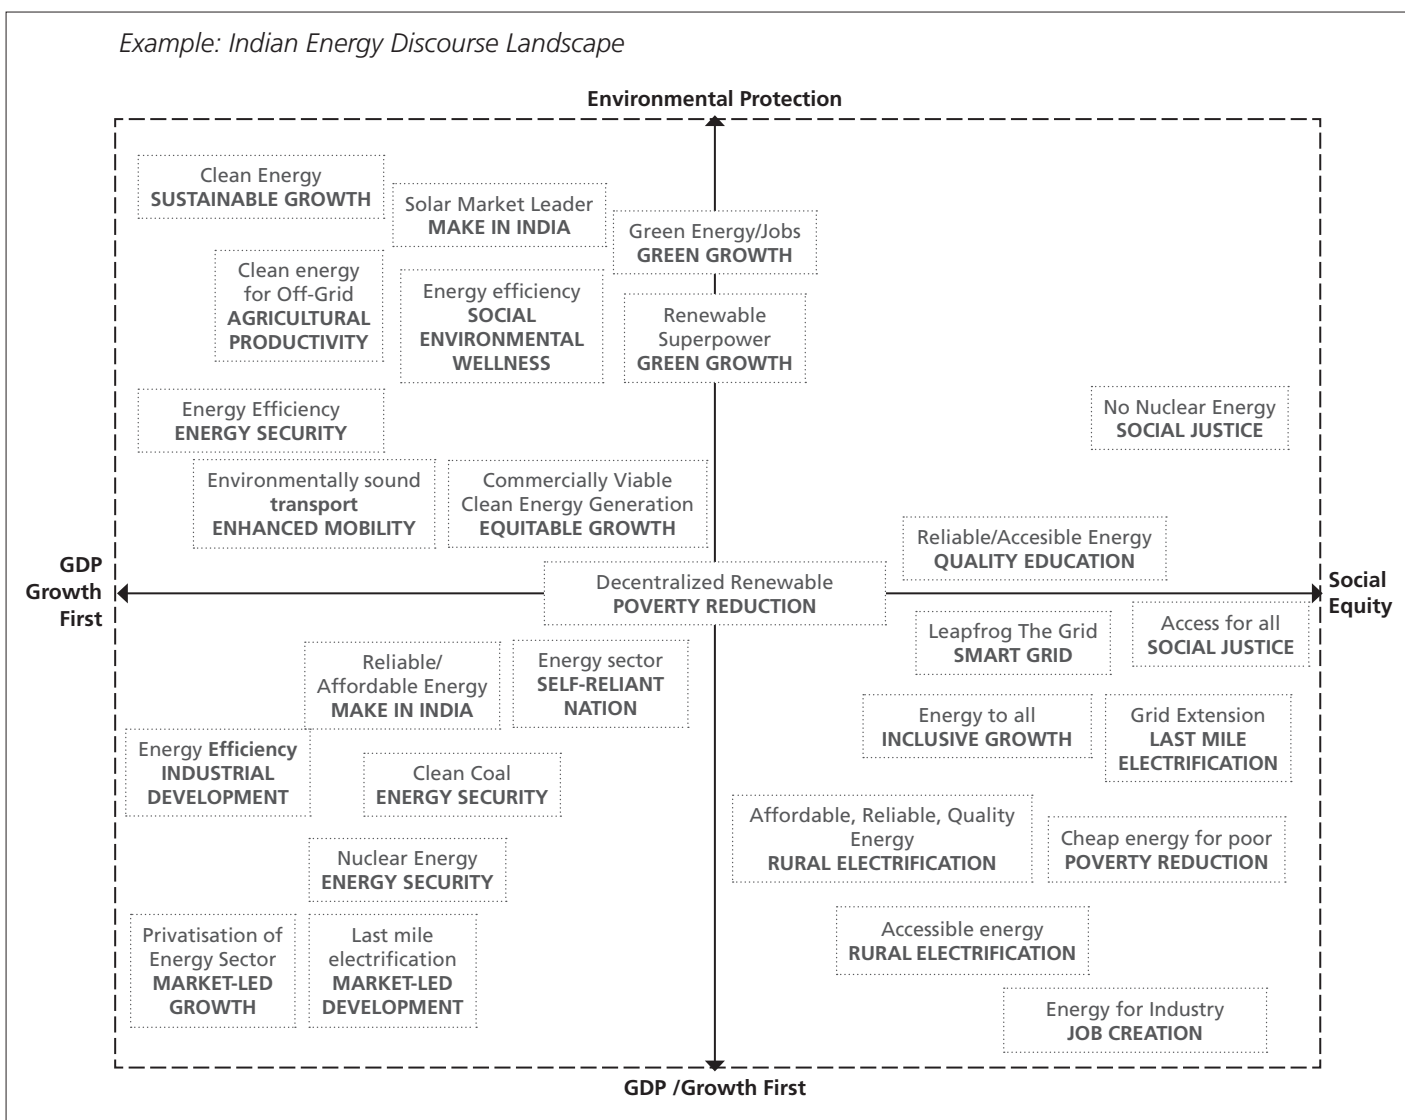 Example: Indian Energy Discourse Landscape
Environmental Protection
Clean Energy
SUSTAINABLE GROWTH
Solar Market Leader
MAKE IN INDIA
Green Energy/Jobs
GREEN GROWTH
Clean energy
for Off-Grid
AGRICULTURAL
PRODUCTIVITY
Energy efficiency
SOCIAL
ENVIRONMENTAL
WELLNESS
Renewable
Superpower
GREEN GROWTH
Energy Efficiency
ENERGY SECURITY
No Nuclear Energy
SOCIAL JUSTICE
Environmentally sound
transport
ENHANCED MOBILITY
Commercially Viable
Clean Energy Generation
EQUITABLE GROWTH
Reliable/Accesible Energy
QUALITY EDUCATION
GDP
Growth
First
Decentralized Renewable
POVERTY REDUCTION
Social
Equity
Reliable/
Affordable Energy
MAKE IN INDIA
Energy sector
SELF-RELIANT
NATION
Leapfrog The Grid
SMART GRID
Access for all
SOCIAL JUSTICE
Energy Efficiency
INDUSTRIAL
DEVELOPMENT
Clean Coal
ENERGY SECURITY
Energy to all
INCLUSIVE GROWTH
Grid Extension
LAST MILE
ELECTRIFICATION
Nuclear Energy
ENERGY SECURITY
Affordable, Reliable, Quality
Energy
RURAL ELECTRIFICATION
Cheap energy for poor
POVERTY REDUCTION
Privatisation of
Energy Sector
MARKET-LED
GROWTH
Last mile
electrification
MARKET-LED
DEVELOPMENT
Accessible energy
RURAL ELECTRIFICATION
Energy for Industry
JOB CREATION
GDP /Growth First